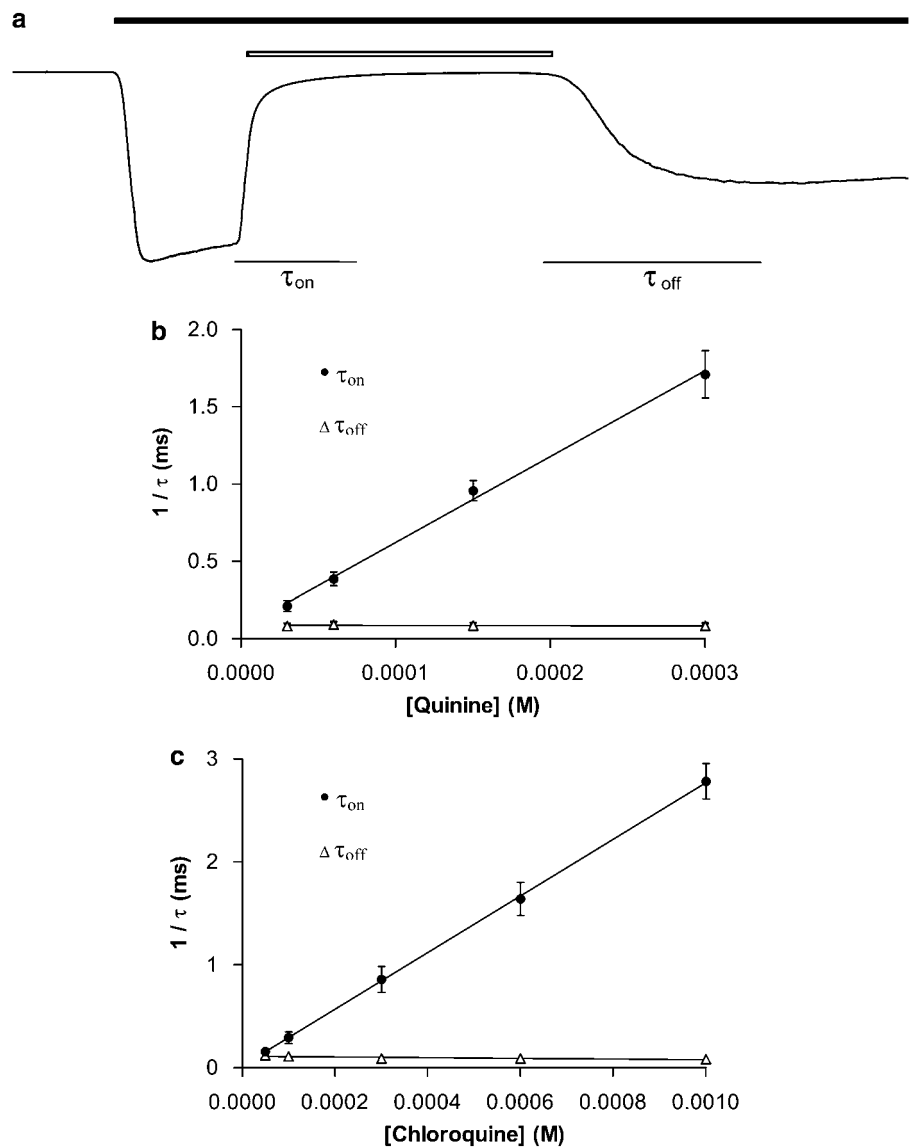 a
τon
τoff
b
2.0
1.5
1.0
0.5
0.0
1 / τ (ms)
● τon
Δ τoff
0.0000 0.0001 0.0002 0.0003
[Quinine] (M)
c
3
2
1
0
1 / τ (ms)
● τon
Δ τoff
0.0000 0.0002 0.0004 0.0006 0.0008 0.0010
[Chloroquine] (M)